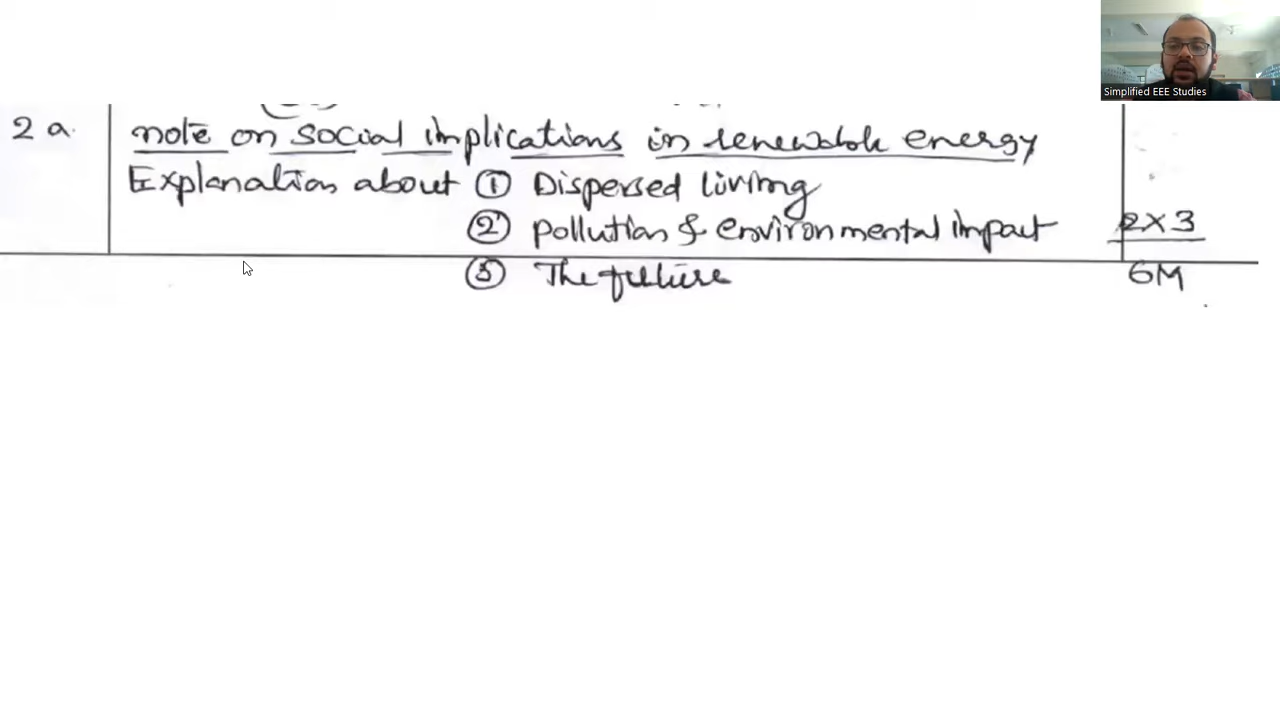 Simplified EEE Studies
2 a. note on social implications in renewable energy
Explanation about ① Dispersed living
② pollution & environmental impact 2 x 3
③ The future 6M